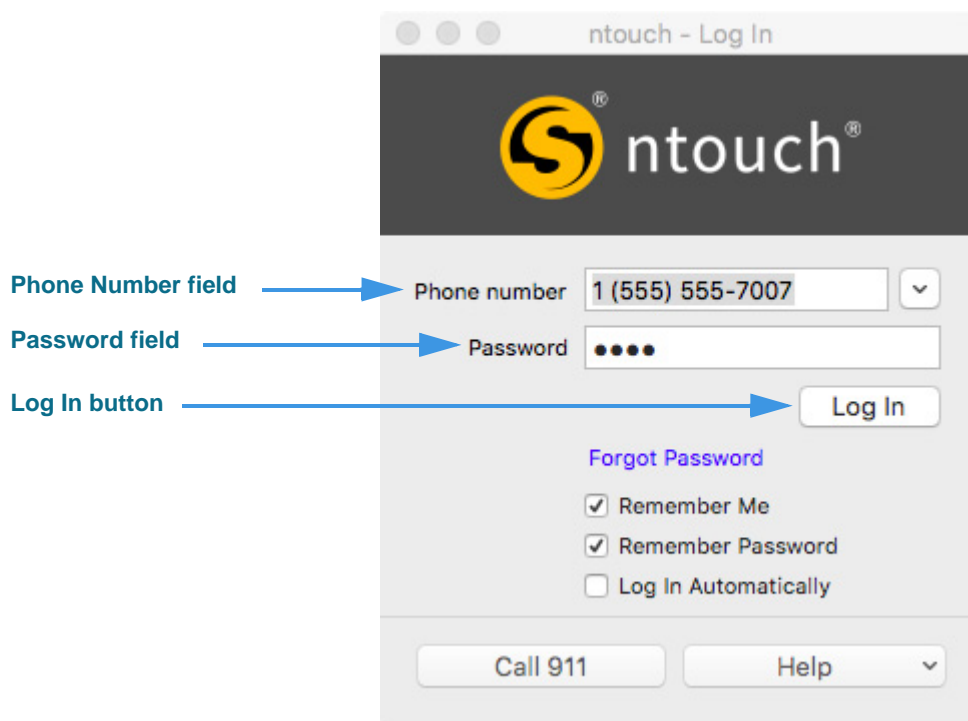 ntouch - Log In
ntouch®
Phone Number field
Phone number 1 (555) 555-7007
Password field
Password ●●●●
Log In button
Log In
Forgot Password
Remember Me
Remember Password
Log In Automatically
Call 911 Help